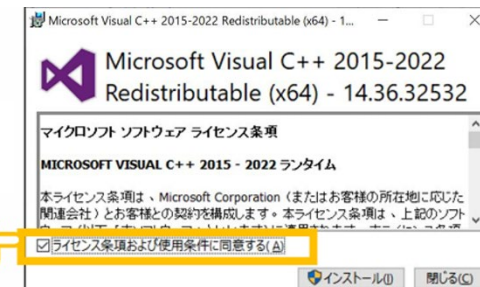 Microsoft Visual C++ 2015-2022 Redistributable (x64) - 1...
Microsoft Visual C++ 2015-2022
Redistributable (x64) - 14.36.32532
マイクロソフト ソフトウェア ライセンス条項
MICROSOFT VISUAL C++ 2015 - 2022 ランタイム
本ライセンス条項は、Microsoft Corporation (またはお客様の所在地に応じた
関連会社) とお客様との契約を構成します。本ライセンス条項は、上記のソフト
ライセンス条項および使用条件に同意する(A)
インストール(I)
閉じる(C)